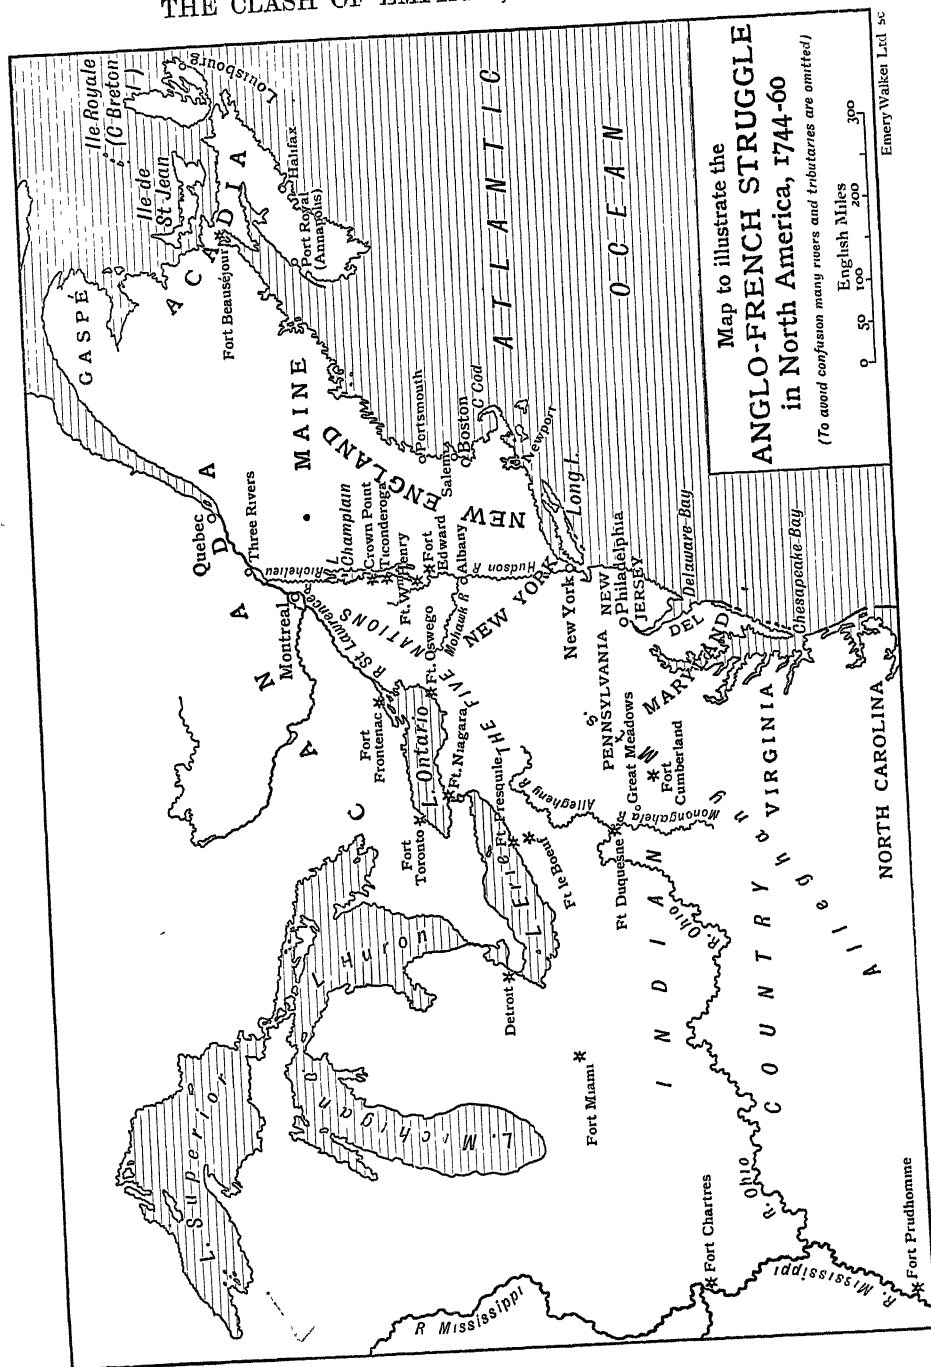 THE CLASH OF
Map to illustrate the
ANGLO-FRENCH STRUGGLE
in North America, 1744-60
(To avoid confusion many rivers and tributaries are omitted)
English Miles
0 50 100 200 300
Emery Walker Ltd sc
L. Superior
L. Michigan
L. Huron
L. Erie
L. Ontario
CANADA
GASPÉ
Ile Royale
(C Breton
I)
Louisbourg
Ile de
St Jean
ACADIA
Halifax
Port Royal
(Annapolis)
Fort Beauséjour
MAINE
Quebec
Three Rivers
Montreal
Richelieu
R St Lawrence
L
Champlain
Crown Point
Ticonderoga
Ft. Wm Henry
Fort
Edward
Albany
Hudson R
Mohawk R
NEW ENGLAND
Portsmouth
Salem
Boston
C Cod
Newport
Long I.
ATLANTIC
OCEAN
THE FIVE NATIONS
Ft. Oswego
NEW YORK
New York
Fort
Frontenac
Fort
Toronto
Ft. Niagara
Ft Presquile
Ft le Boeuf
Allegheny R
Detroit
Fort Miami
Ft Duquesne
Monongahela
Great Meadows
Fort
Cumberland
PENNSYLVANIA
Philadelphia
NEW
JERSEY
Delaware Bay
DEL
MARYLAND
Chesapeake Bay
VIRGINIA
NORTH CAROLINA
Alleghany
Ms.
INDIAN
COUNTRY
R. Ohio
R. Ohio
Fort Chartres
R Mississippi
R. Mississippi
Fort Prudhomme